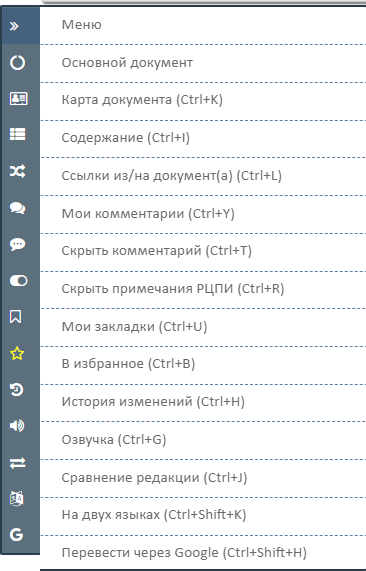 Меню
Основной документ
Карта документа (Ctrl+K)
Содержание (Ctrl+I)
Ссылки из/на документ(а) (Ctrl+L)
Мои комментарии (Ctrl+Y)
Скрыть комментарий (Ctrl+T)
Скрыть примечания РЦПИ (Ctrl+R)
Мои закладки (Ctrl+U)
В избранное (Ctrl+B)
История изменений (Ctrl+H)
Озвучка (Ctrl+G)
Сравнение редакции (Ctrl+J)
На двух языках (Ctrl+Shift+K)
G Перевести через Google (Ctrl+Shift+H)